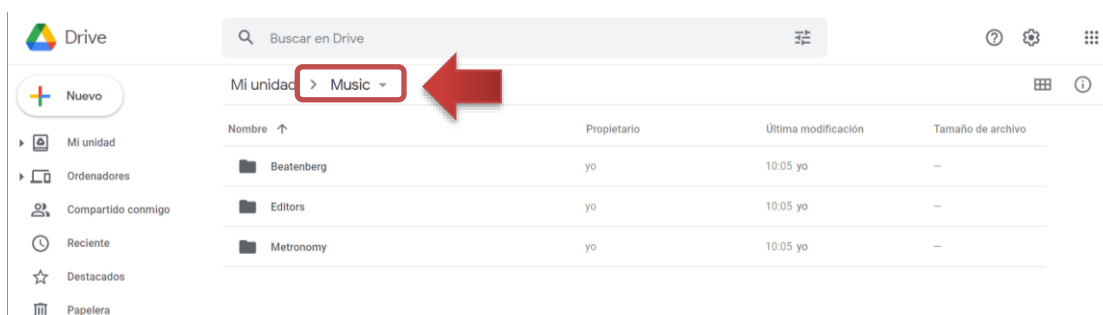 Drive
Buscar en Drive
Nuevo
Mi unidad > Music
Nombre ↑ Propietario Última modificación Tamaño de archivo
Mi unidad
Beatenberg yo 10:05 yo —
Ordenadores
Compartido conmigo
Editors yo 10:05 yo —
Reciente
Metronomy yo 10:05 yo —
Destacados
Papelera